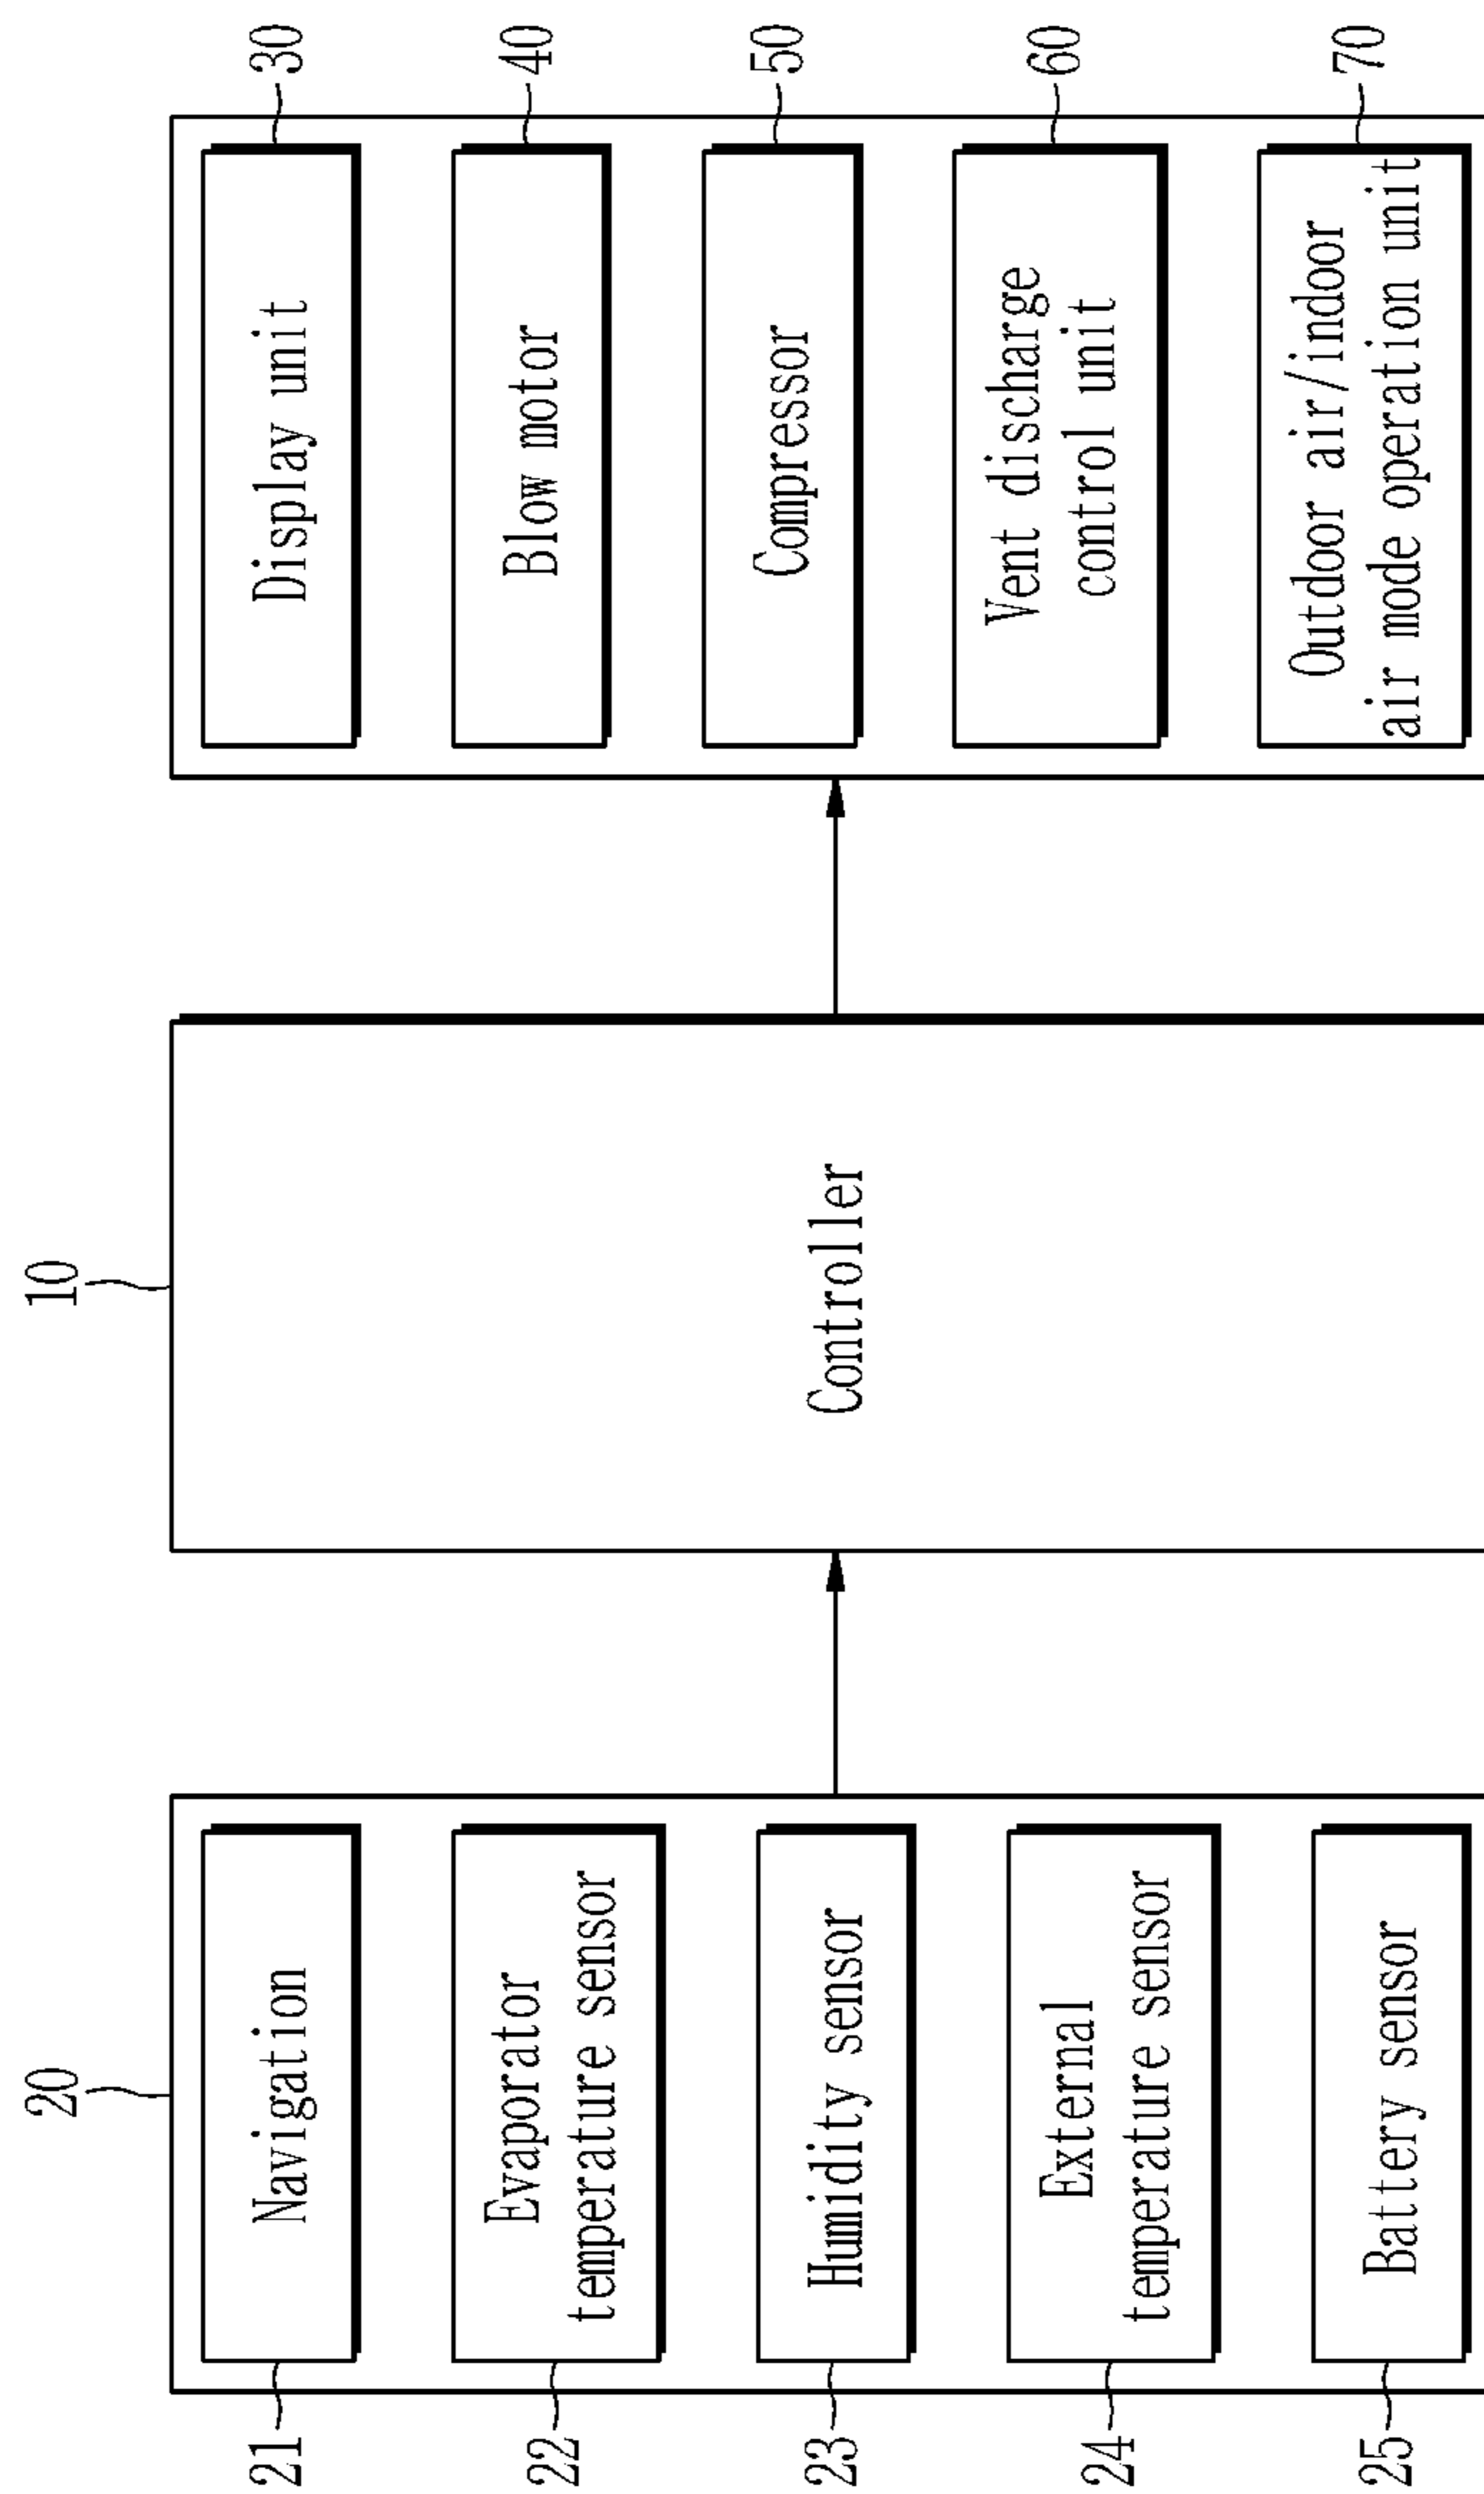 20
21
Navigation
22
Evaporator
temperature sensor
23
Humidity sensor
24
External
temperature sensor
25
Battery sensor
10
Controller
Display unit
30
Blow motor
40
Compressor
50
Vent discharge
control unit
60
Outdoor air/indoor
air mode operation unit
70